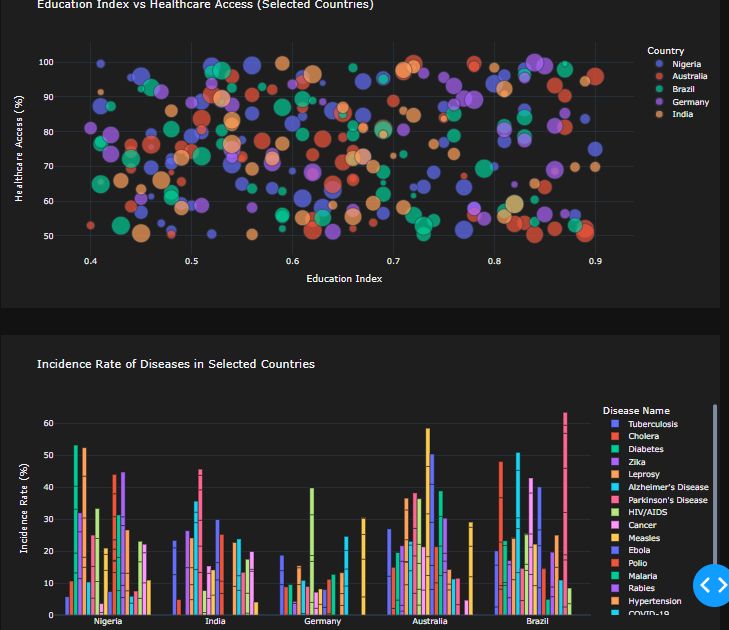 Education Index vs Healthcare Access (Selected Countries)
Country
Nigeria
Australia
Brazil
Germany
India
Healthcare Access (%)
100
90
80
70
60
50
0.4 0.5 0.6 0.7 0.8 0.9
Education Index
Incidence Rate of Diseases in Selected Countries
Disease Name
Tuberculosis
Cholera
Diabetes
Zika
Leprosy
Alzheimer's Disease
Parkinson's Disease
HIV/AIDS
Cancer
Measles
Ebola
Polio
Malaria
Rabies
Hypertension
COVID-19
Incidence Rate (%)
60
50
40
30
20
10
0
Nigeria India Germany Australia Brazil